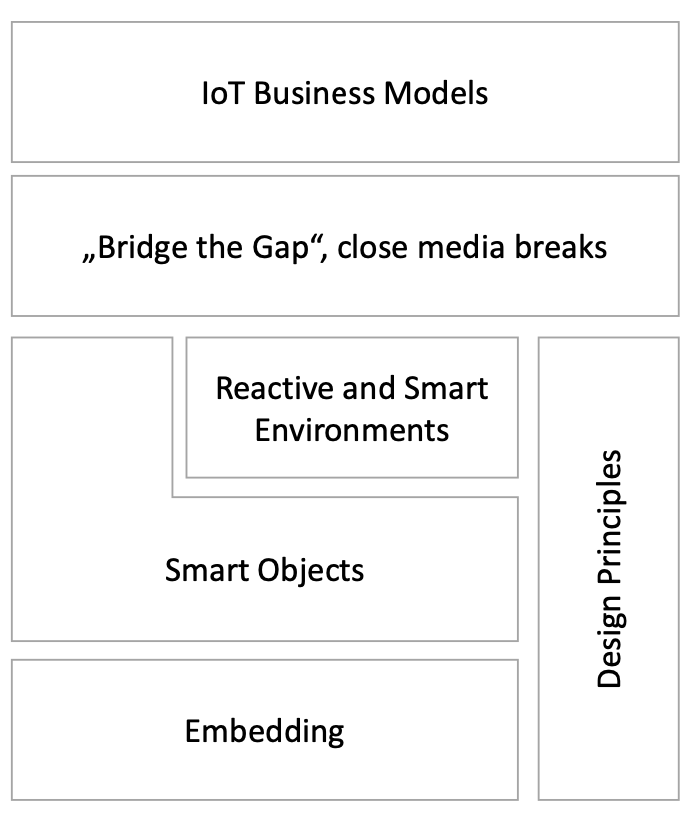 IoT Business Models
„Bridge the Gap“, close media breaks
Reactive and Smart
Environments
Smart Objects
Embedding
Design Principles